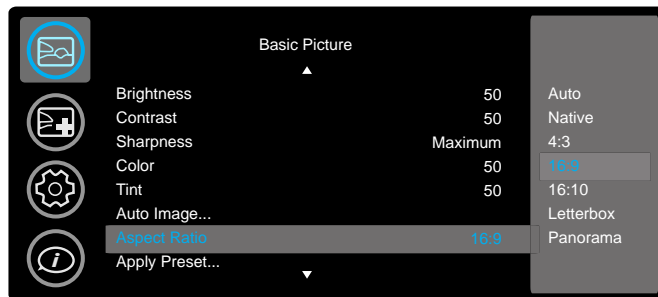 Basic Picture
Brightness 50
Contrast 50
Sharpness Maximum
Color 50
Tint 50
Auto Image...
Aspect Ratio 16:9
Apply Preset...
Auto
Native
4:3
16:9
16:10
Letterbox
Panorama